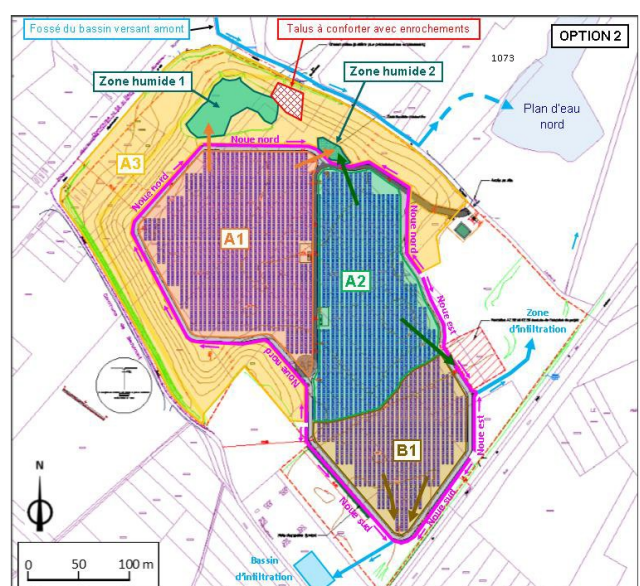 Fossé du bassin versant amont
Talus à conforter avec enrochements
OPTION 2
1073
Zone humide 1
Zone humide 2
Plan d'eau
nord
A3
Noue nord
Noue nord
Noue nord
A1
A2
Noue est
Zone
d'infiltration
Noue nord
B1
Noue est
Noue sud
Noue sud
N
0 50 100 m
Bassin
d'infiltration